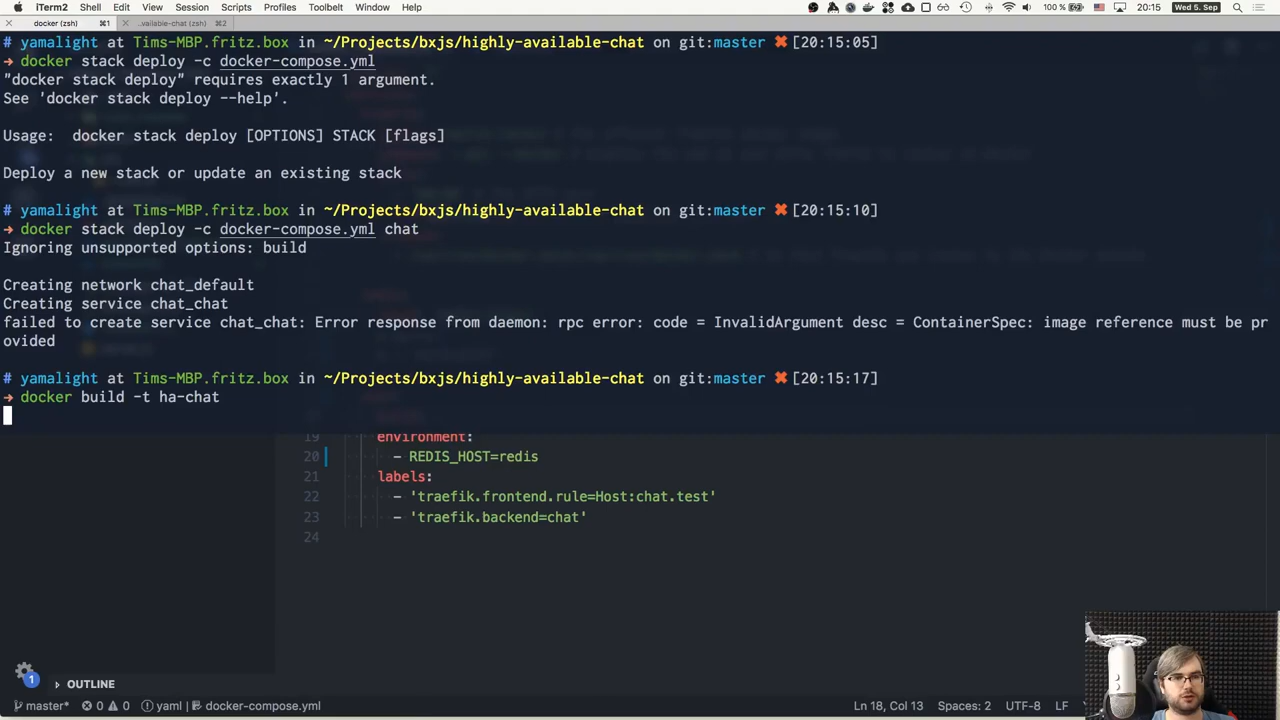 iTerm2 Shell Edit View Session Scripts Profiles Toolbelt Window Help 100 % 20:15 Wed 5. Sep
docker (zsh) ⌘1 ..vailable-chat (zsh) ⌘2
# yamalight at Tims-MBP.fritz.box in ~/Projects/bxjs/highly-available-chat on git:master ✖ [20:15:05]
→ docker stack deploy -c docker-compose.yml
"docker stack deploy" requires exactly 1 argument.
See 'docker stack deploy --help'.
Usage:  docker stack deploy [OPTIONS] STACK [flags]
Deploy a new stack or update an existing stack
# yamalight at Tims-MBP.fritz.box in ~/Projects/bxjs/highly-available-chat on git:master ✖ [20:15:10]
→ docker stack deploy -c docker-compose.yml chat
Ignoring unsupported options: build
Creating network chat_default
Creating service chat_chat
failed to create service chat_chat: Error response from daemon: rpc error: code = InvalidArgument desc = ContainerSpec: image reference must be pr
ovided
# yamalight at Tims-MBP.fritz.box in ~/Projects/bxjs/highly-available-chat on git:master ✖ [20:15:17]
→ docker build -t ha-chat
19 environment:
20 - REDIS_HOST=redis
21 labels:
22 - 'traefik.frontend.rule=Host:chat.test'
23 - 'traefik.backend=chat'
24
1
OUTLINE
master* 0 0 yaml | docker-compose.yml Ln 18, Col 13 Spaces: 2 UTF-8 LF